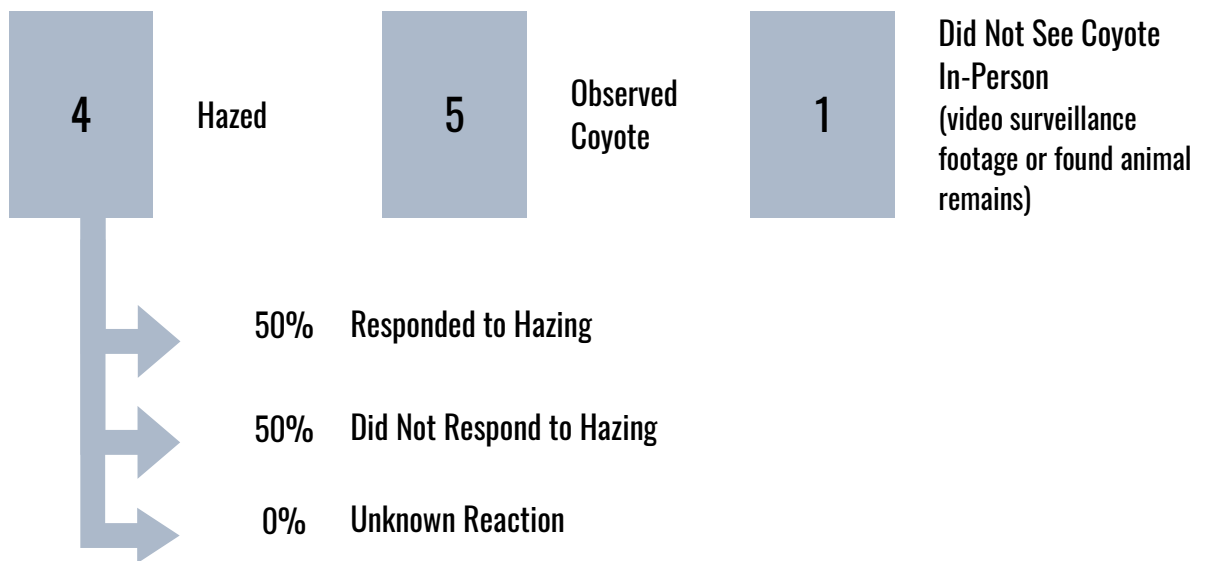 4
Hazed
5
Observed
Coyote
1
Did Not See Coyote
In-Person
(video surveillance
footage or found animal
remains)
50% Responded to Hazing
50% Did Not Respond to Hazing
0% Unknown Reaction